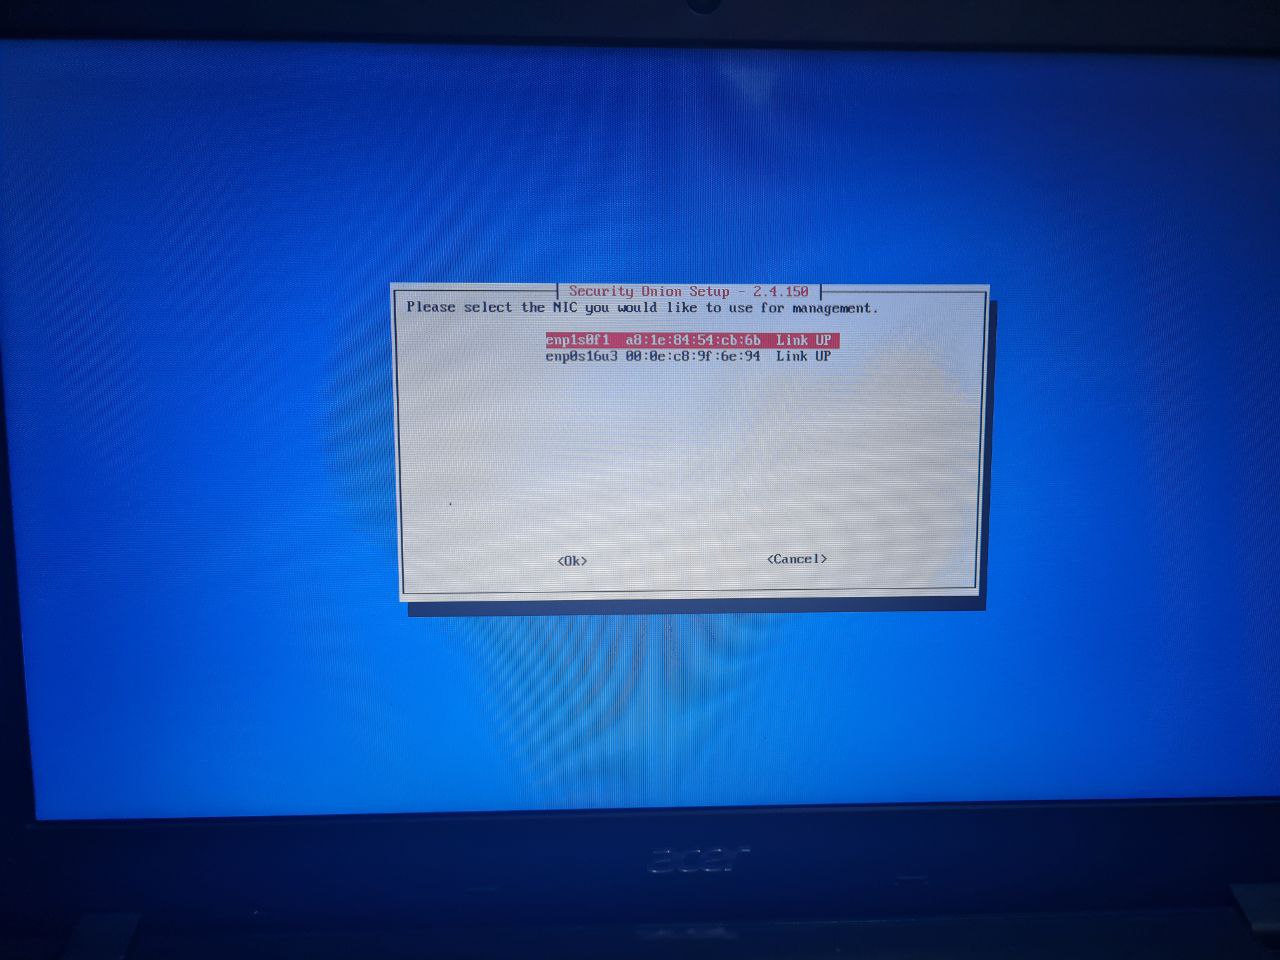 Security Onion Setup - 2.4.150
Please select the NIC you would like to use for management.
enp1s0f1 a8:1e:84:54:cb:6b Link UP
enp0s16u3 00:0e:c8:9f:6e:94 Link UP
<Ok> <Cancel>
acer